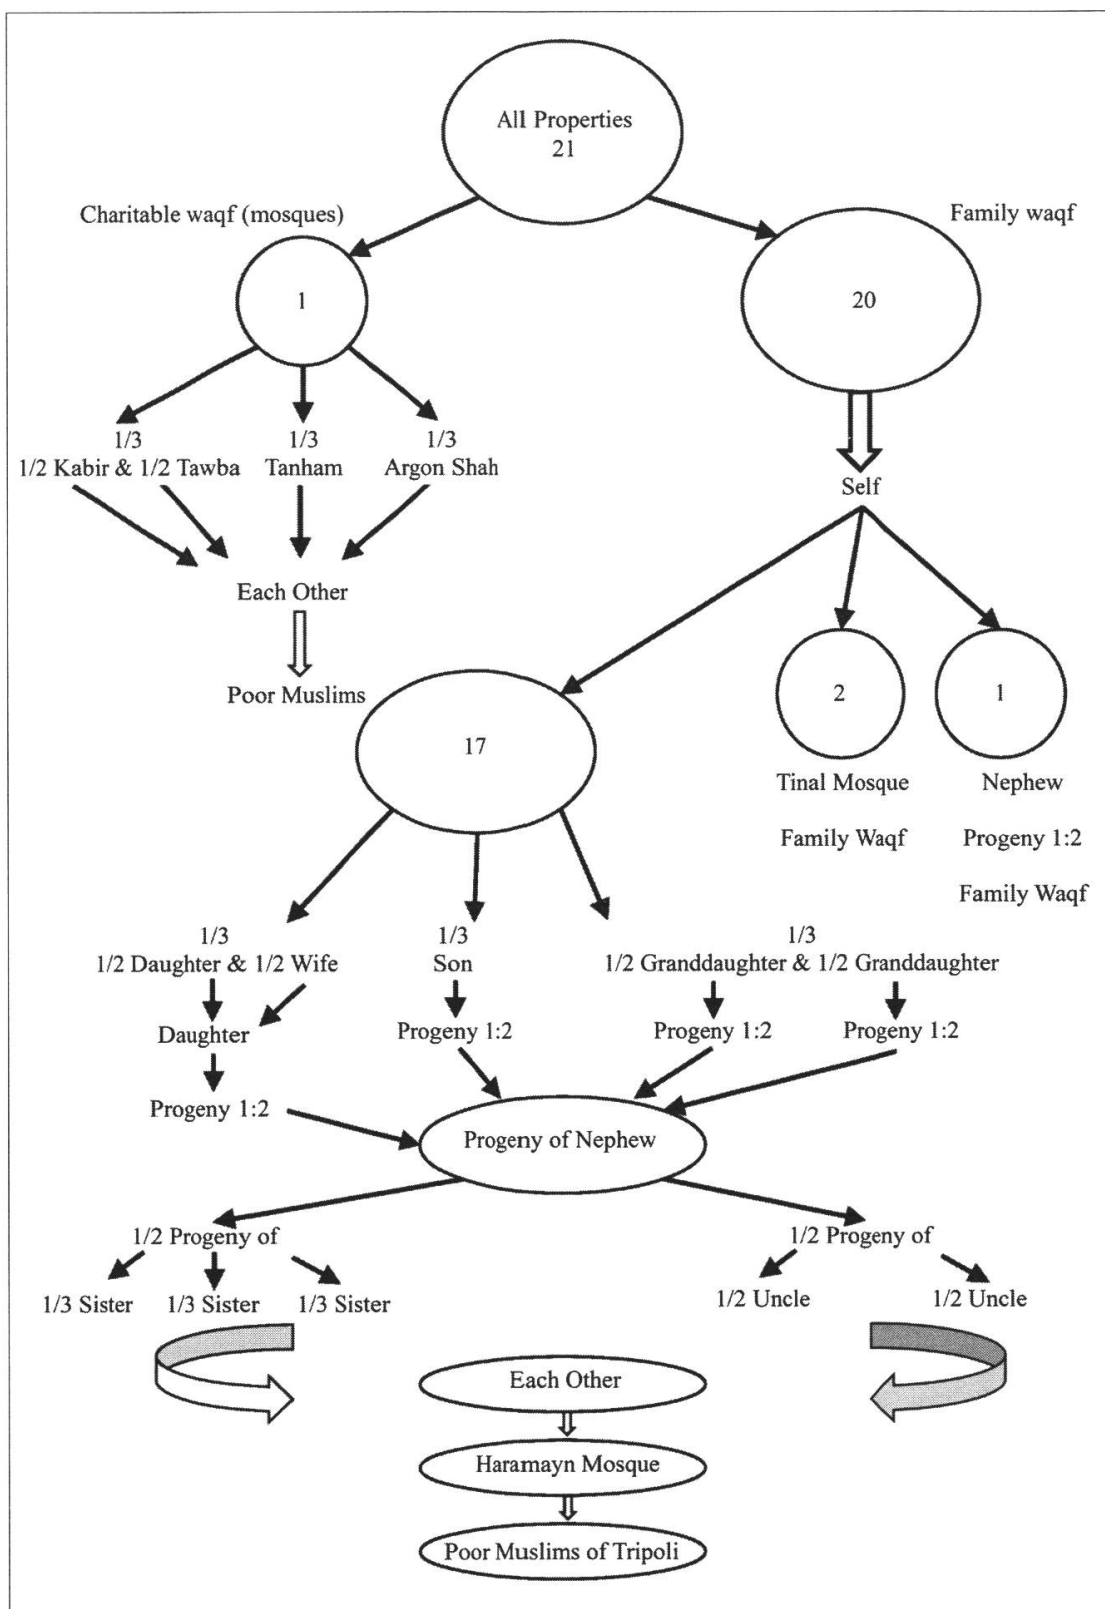 All Properties
21
Charitable waqf (mosques)
Family waqf
1
20
1/3
1/2 Kabir & 1/2 Tawba
1/3
Tanham
1/3
Argon Shah
Self
Each Other
Poor Muslims
17
2
1
Tinal Mosque
Family Waqf
Nephew
Progeny 1:2
Family Waqf
1/3
1/2 Daughter & 1/2 Wife
1/3
Son
1/3
1/2 Granddaughter & 1/2 Granddaughter
Daughter
Progeny 1:2
Progeny 1:2
Progeny 1:2
Progeny 1:2
Progeny of Nephew
1/2 Progeny of
1/2 Progeny of
1/3 Sister
1/3 Sister
1/3 Sister
1/2 Uncle
1/2 Uncle
Each Other
Haramayn Mosque
Poor Muslims of Tripoli